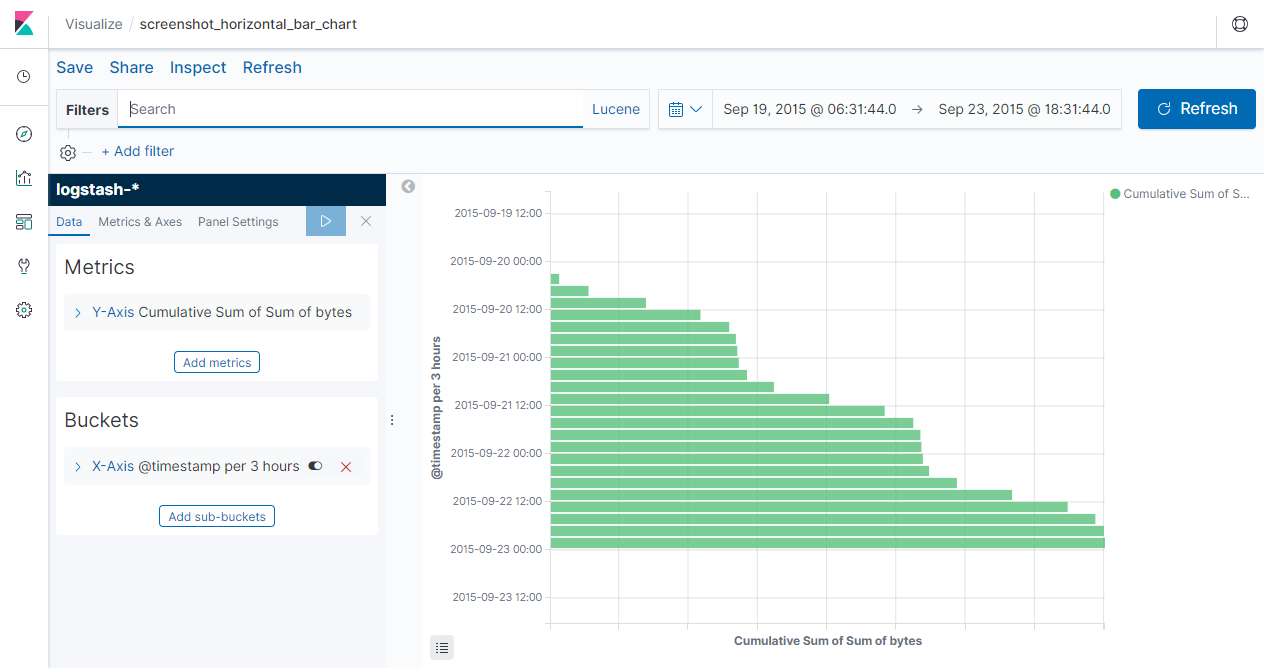 Visualize / screenshot_horizontal_bar_chart
Save Share Inspect Refresh
Filters Search Lucene Sep 19, 2015 @ 06:31:44.0 → Sep 23, 2015 @ 18:31:44.0 Refresh
+ Add filter
logstash-*
Data Metrics & Axes Panel Settings
Metrics
Y-Axis Cumulative Sum of Sum of bytes
Add metrics
Buckets
X-Axis @timestamp per 3 hours
Add sub-buckets
@timestamp per 3 hours
2015-09-19 12:00
2015-09-20 00:00
2015-09-20 12:00
2015-09-21 00:00
2015-09-21 12:00
2015-09-22 00:00
2015-09-22 12:00
2015-09-23 00:00
2015-09-23 12:00
Cumulative Sum of Sum of bytes
Cumulative Sum of S...